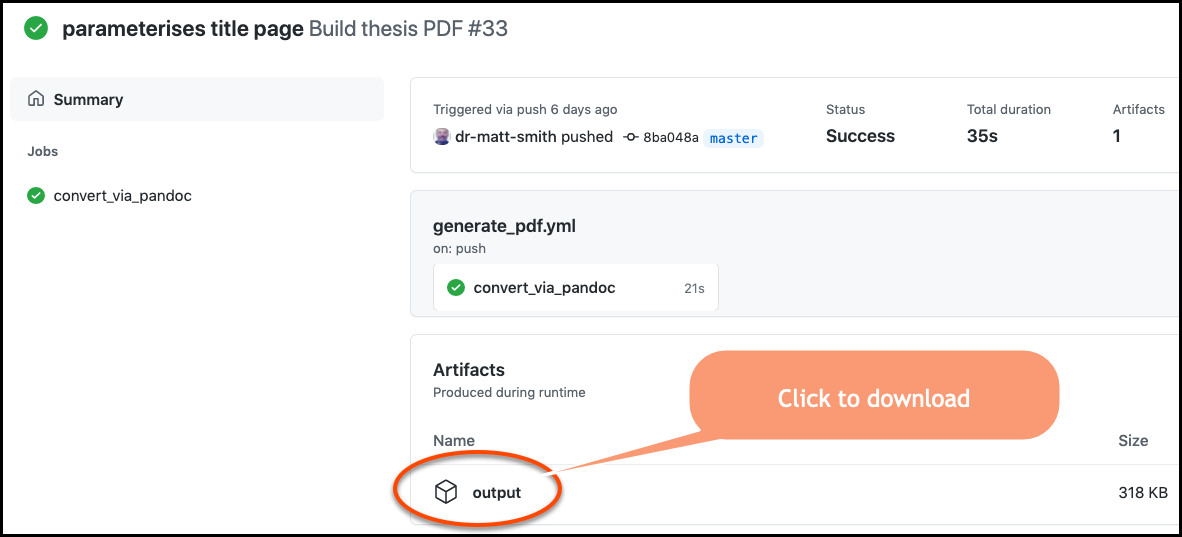 parameterises title page Build thesis PDF #33
Summary
Jobs
convert_via_pandoc
Triggered via push 6 days ago
dr-matt-smith pushed 8ba048a master
Status
Success
Total duration
35s
Artifacts
1
generate_pdf.yml
on: push
convert_via_pandoc 21s
Artifacts
Produced during runtime
Click to download
Name Size
output 318 KB